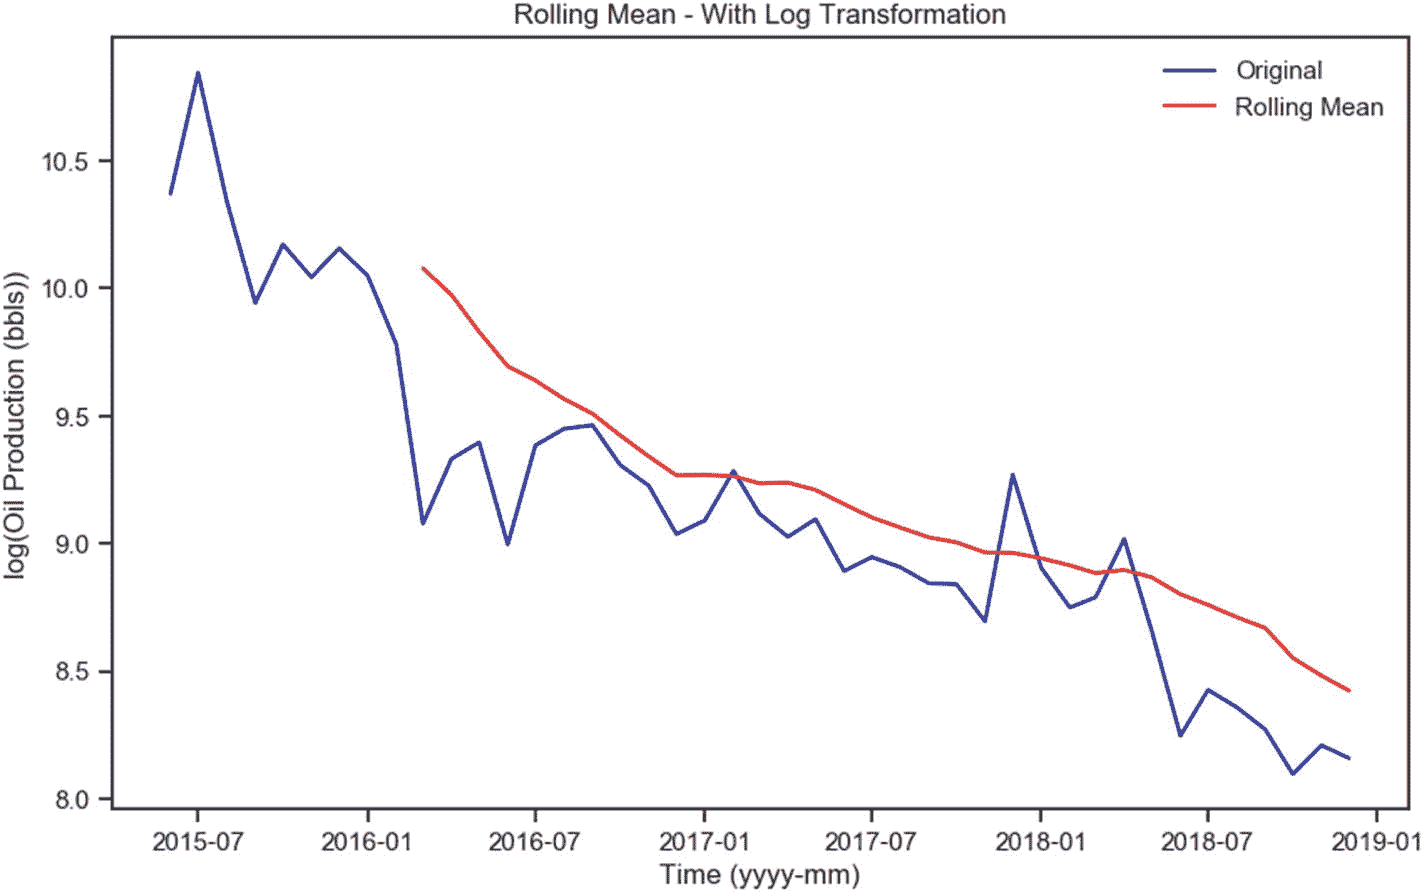 Rolling Mean - With Log Transformation
Original
Rolling Mean
log(Oil Production (bbls))
10.5
10.0
9.5
9.0
8.5
8.0
2015-07 2016-01 2016-07 2017-01 2017-07 2018-01 2018-07 2019-01
Time (yyyy-mm)